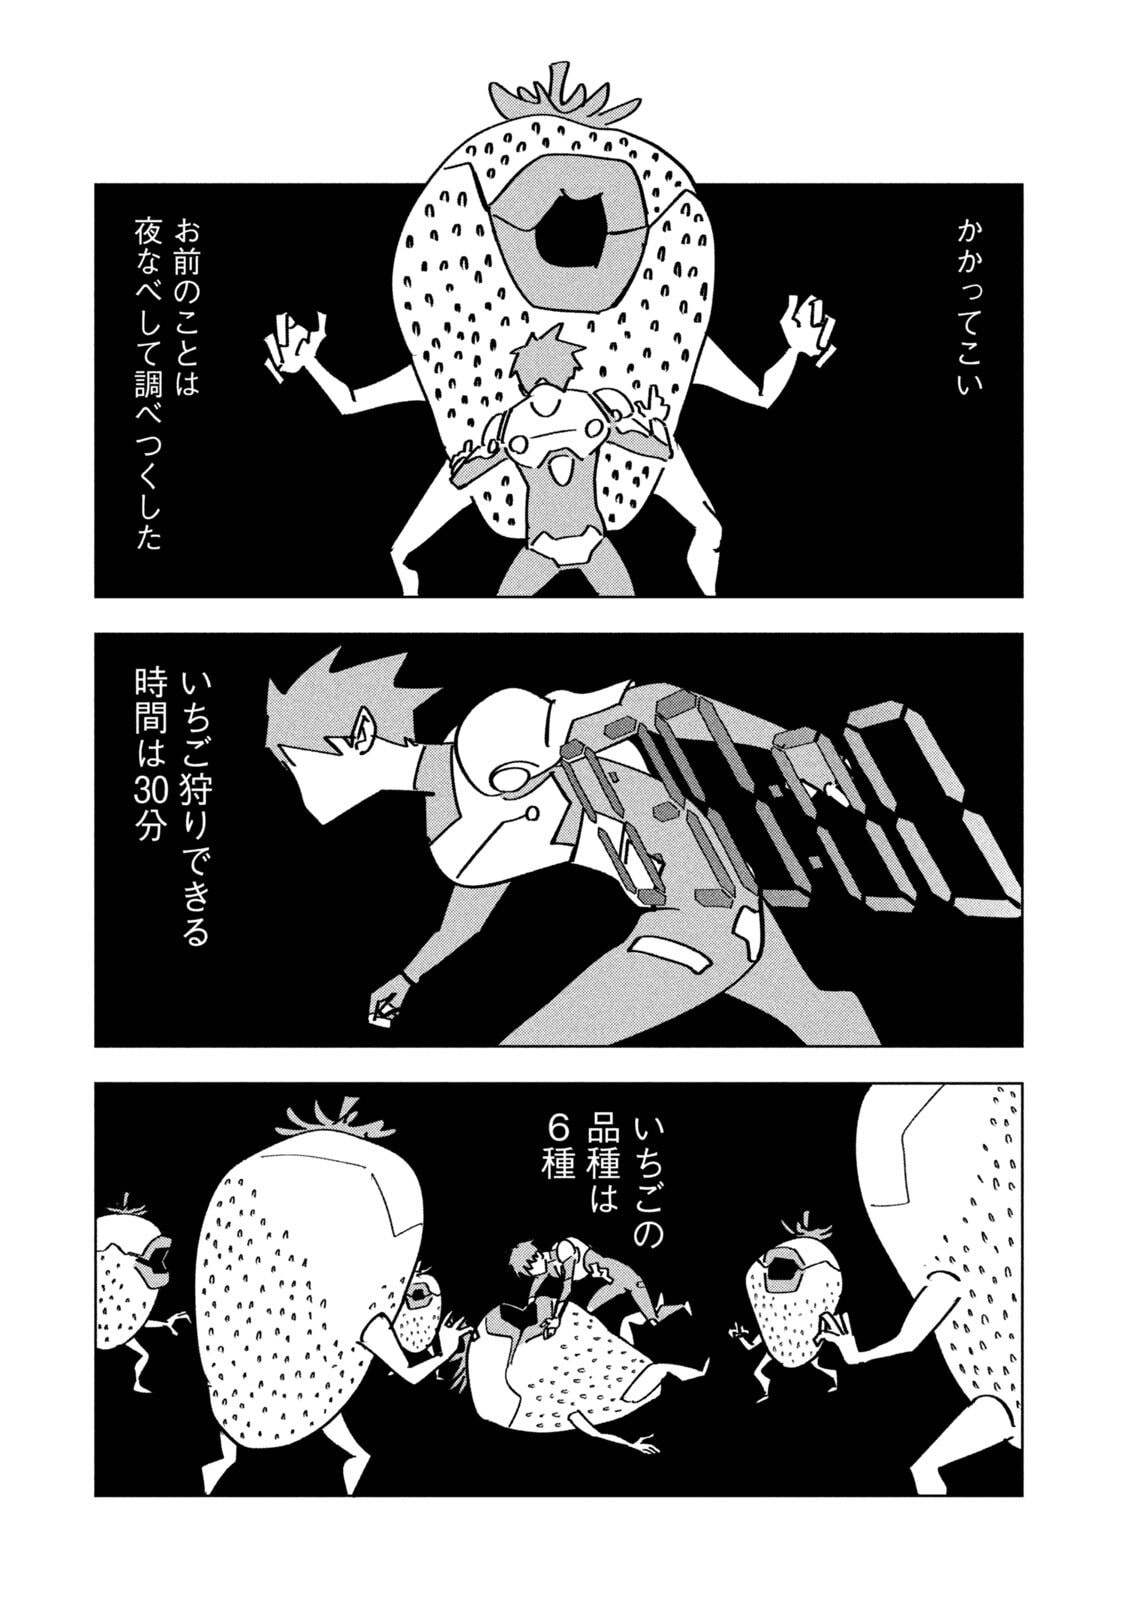 かかってこい
お前のことは
夜なべして調べつくした
いちご狩りできる
時間は30分
いちごの
品種は
6種